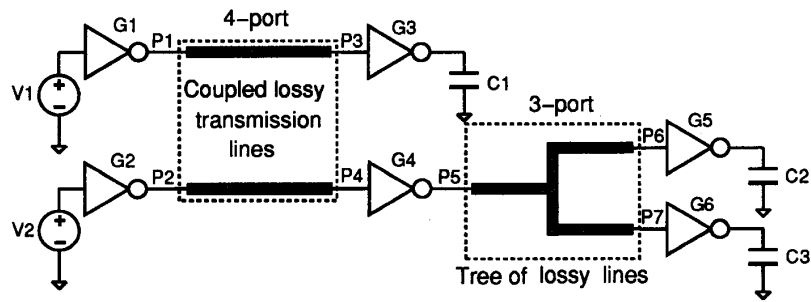 4-port
G1
P1
P3
G3
V1
Coupled lossy
transmission
lines
C1
3-port
G2
P2
P4
G4
P5
P6
G5
V2
C2
P7
G6
C3
Tree of lossy lines